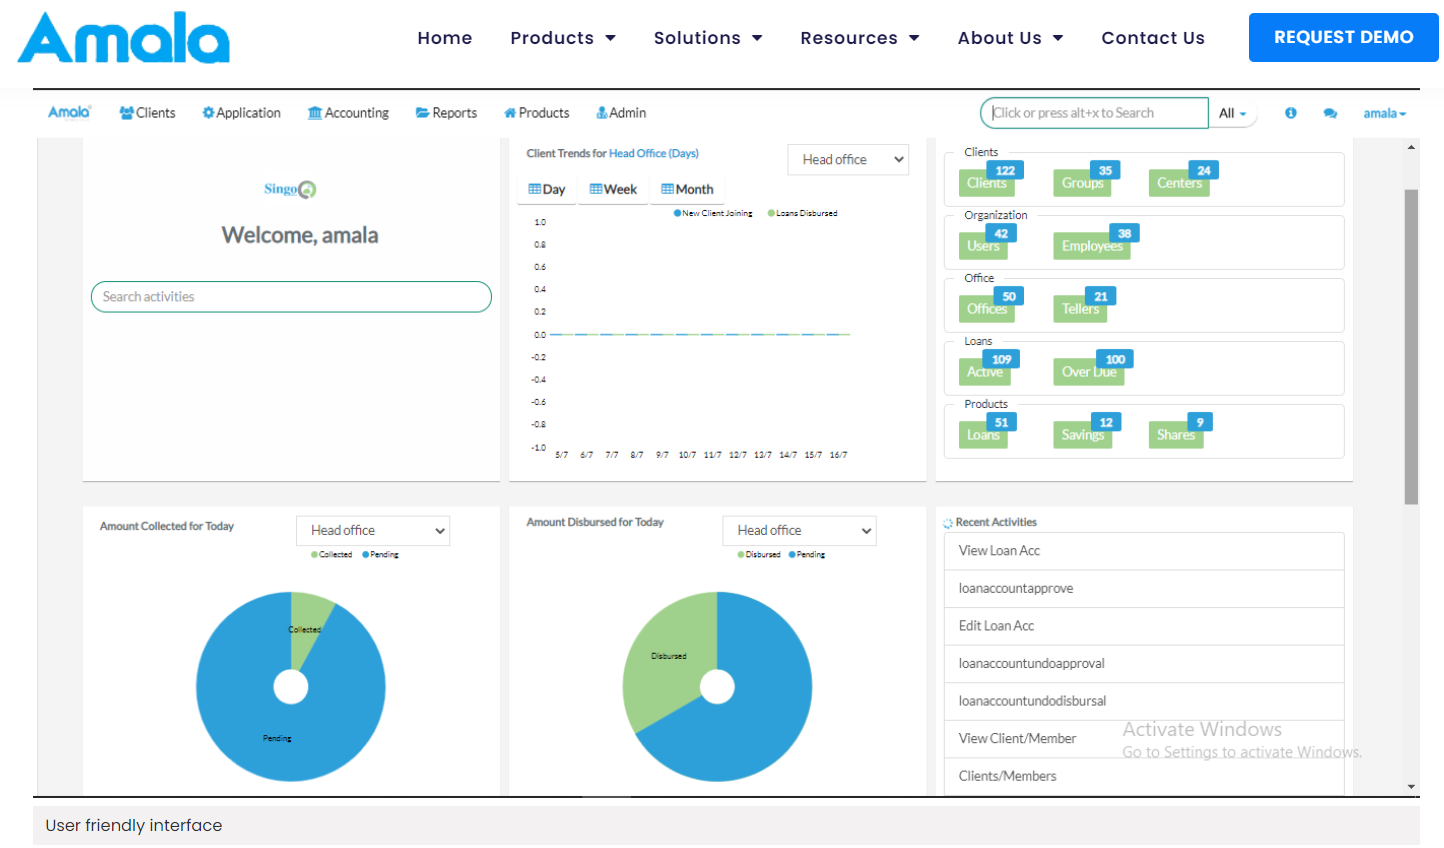 Amala
Home Products Solutions Resources About Us Contact Us REQUEST DEMO
Amala Clients Application Accounting Reports Products Admin Click or press alt+x to Search All amala
Singo
Welcome, amala
Search activities
Client Trends for Head Office (Days) Head office
Day Week Month
New Client Joining Loans Disbursed
1.0
0.8
0.6
0.4
0.2
0.0
-0.2
-0.4
-0.6
-0.8
-1.0
5/7 6/7 7/7 8/7 9/7 10/7 11/7 12/7 13/7 14/7 15/7 16/7
Clients
Clients 122 Groups 35 Centers 24
Organization
Users 42 Employees 38
Office
Offices 50 Tellers 21
Loans
Active 109 Over Due 100
Products
Loans 51 Savings 12 Shares 9
Amount Collected for Today Head office
Collected Pending
Collected
Pending
Amount Disbursed for Today Head office
Disbursed Pending
Disbursed
Recent Activities
View Loan Acc
loanaccountapprove
Edit Loan Acc
loanaccountundoapproval
loanaccountundodisbursal
View Client/Member
Clients/Members
Activate Windows
Go to Settings to activate Windows.
User friendly interface